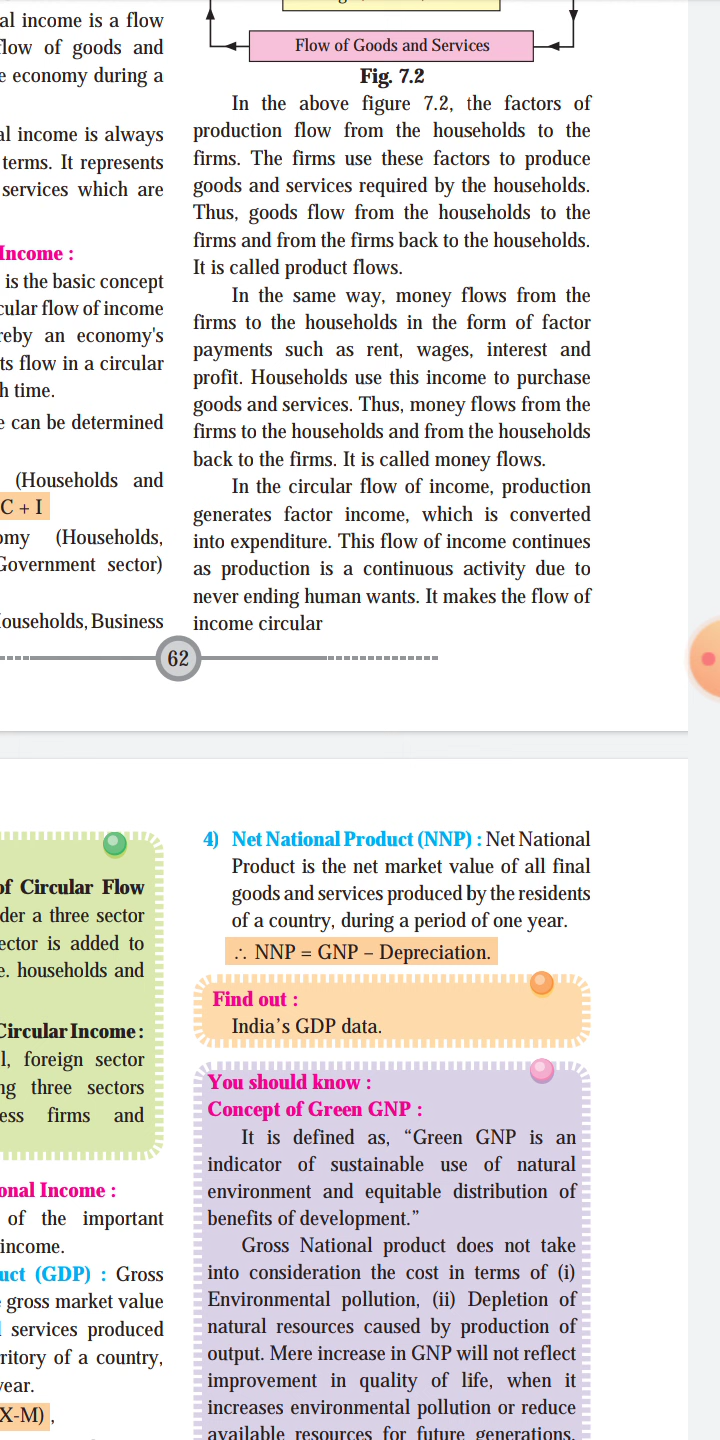 al income is a flow
flow of goods and
e economy during a
al income is always
terms. It represents
services which are
Income :
is the basic concept
cular flow of income
reby an economy's
ts flow in a circular
h time.
e can be determined
(Households and
C + I
omy (Households,
Government sector)
Households, Business
Flow of Goods and Services
Fig. 7.2
In the above figure 7.2, the factors of
production flow from the households to the
firms. The firms use these factors to produce
goods and services required by the households.
Thus, goods flow from the households to the
firms and from the firms back to the households.
It is called product flows.
In the same way, money flows from the
firms to the households in the form of factor
payments such as rent, wages, interest and
profit. Households use this income to purchase
goods and services. Thus, money flows from the
firms to the households and from the households
back to the firms. It is called money flows.
In the circular flow of income, production
generates factor income, which is converted
into expenditure. This flow of income continues
as production is a continuous activity due to
never ending human wants. It makes the flow of
income circular
62
of Circular Flow
der a three sector
ector is added to
e. households and
Circular Income :
l, foreign sector
ng three sectors
ess firms and
onal Income :
of the important
income.
uct (GDP) : Gross
gross market value
services produced
ritory of a country,
year.
X-M) ,
4) Net National Product (NNP) : Net National
Product is the net market value of all final
goods and services produced by the residents
of a country, during a period of one year.
∴ NNP = GNP – Depreciation.
Find out :
India's GDP data.
You should know :
Concept of Green GNP :
It is defined as, “Green GNP is an
indicator of sustainable use of natural
environment and equitable distribution of
benefits of development.”
Gross National product does not take
into consideration the cost in terms of (i)
Environmental pollution, (ii) Depletion of
natural resources caused by production of
output. Mere increase in GNP will not reflect
improvement in quality of life, when it
increases environmental pollution or reduce
available resources for future generations.